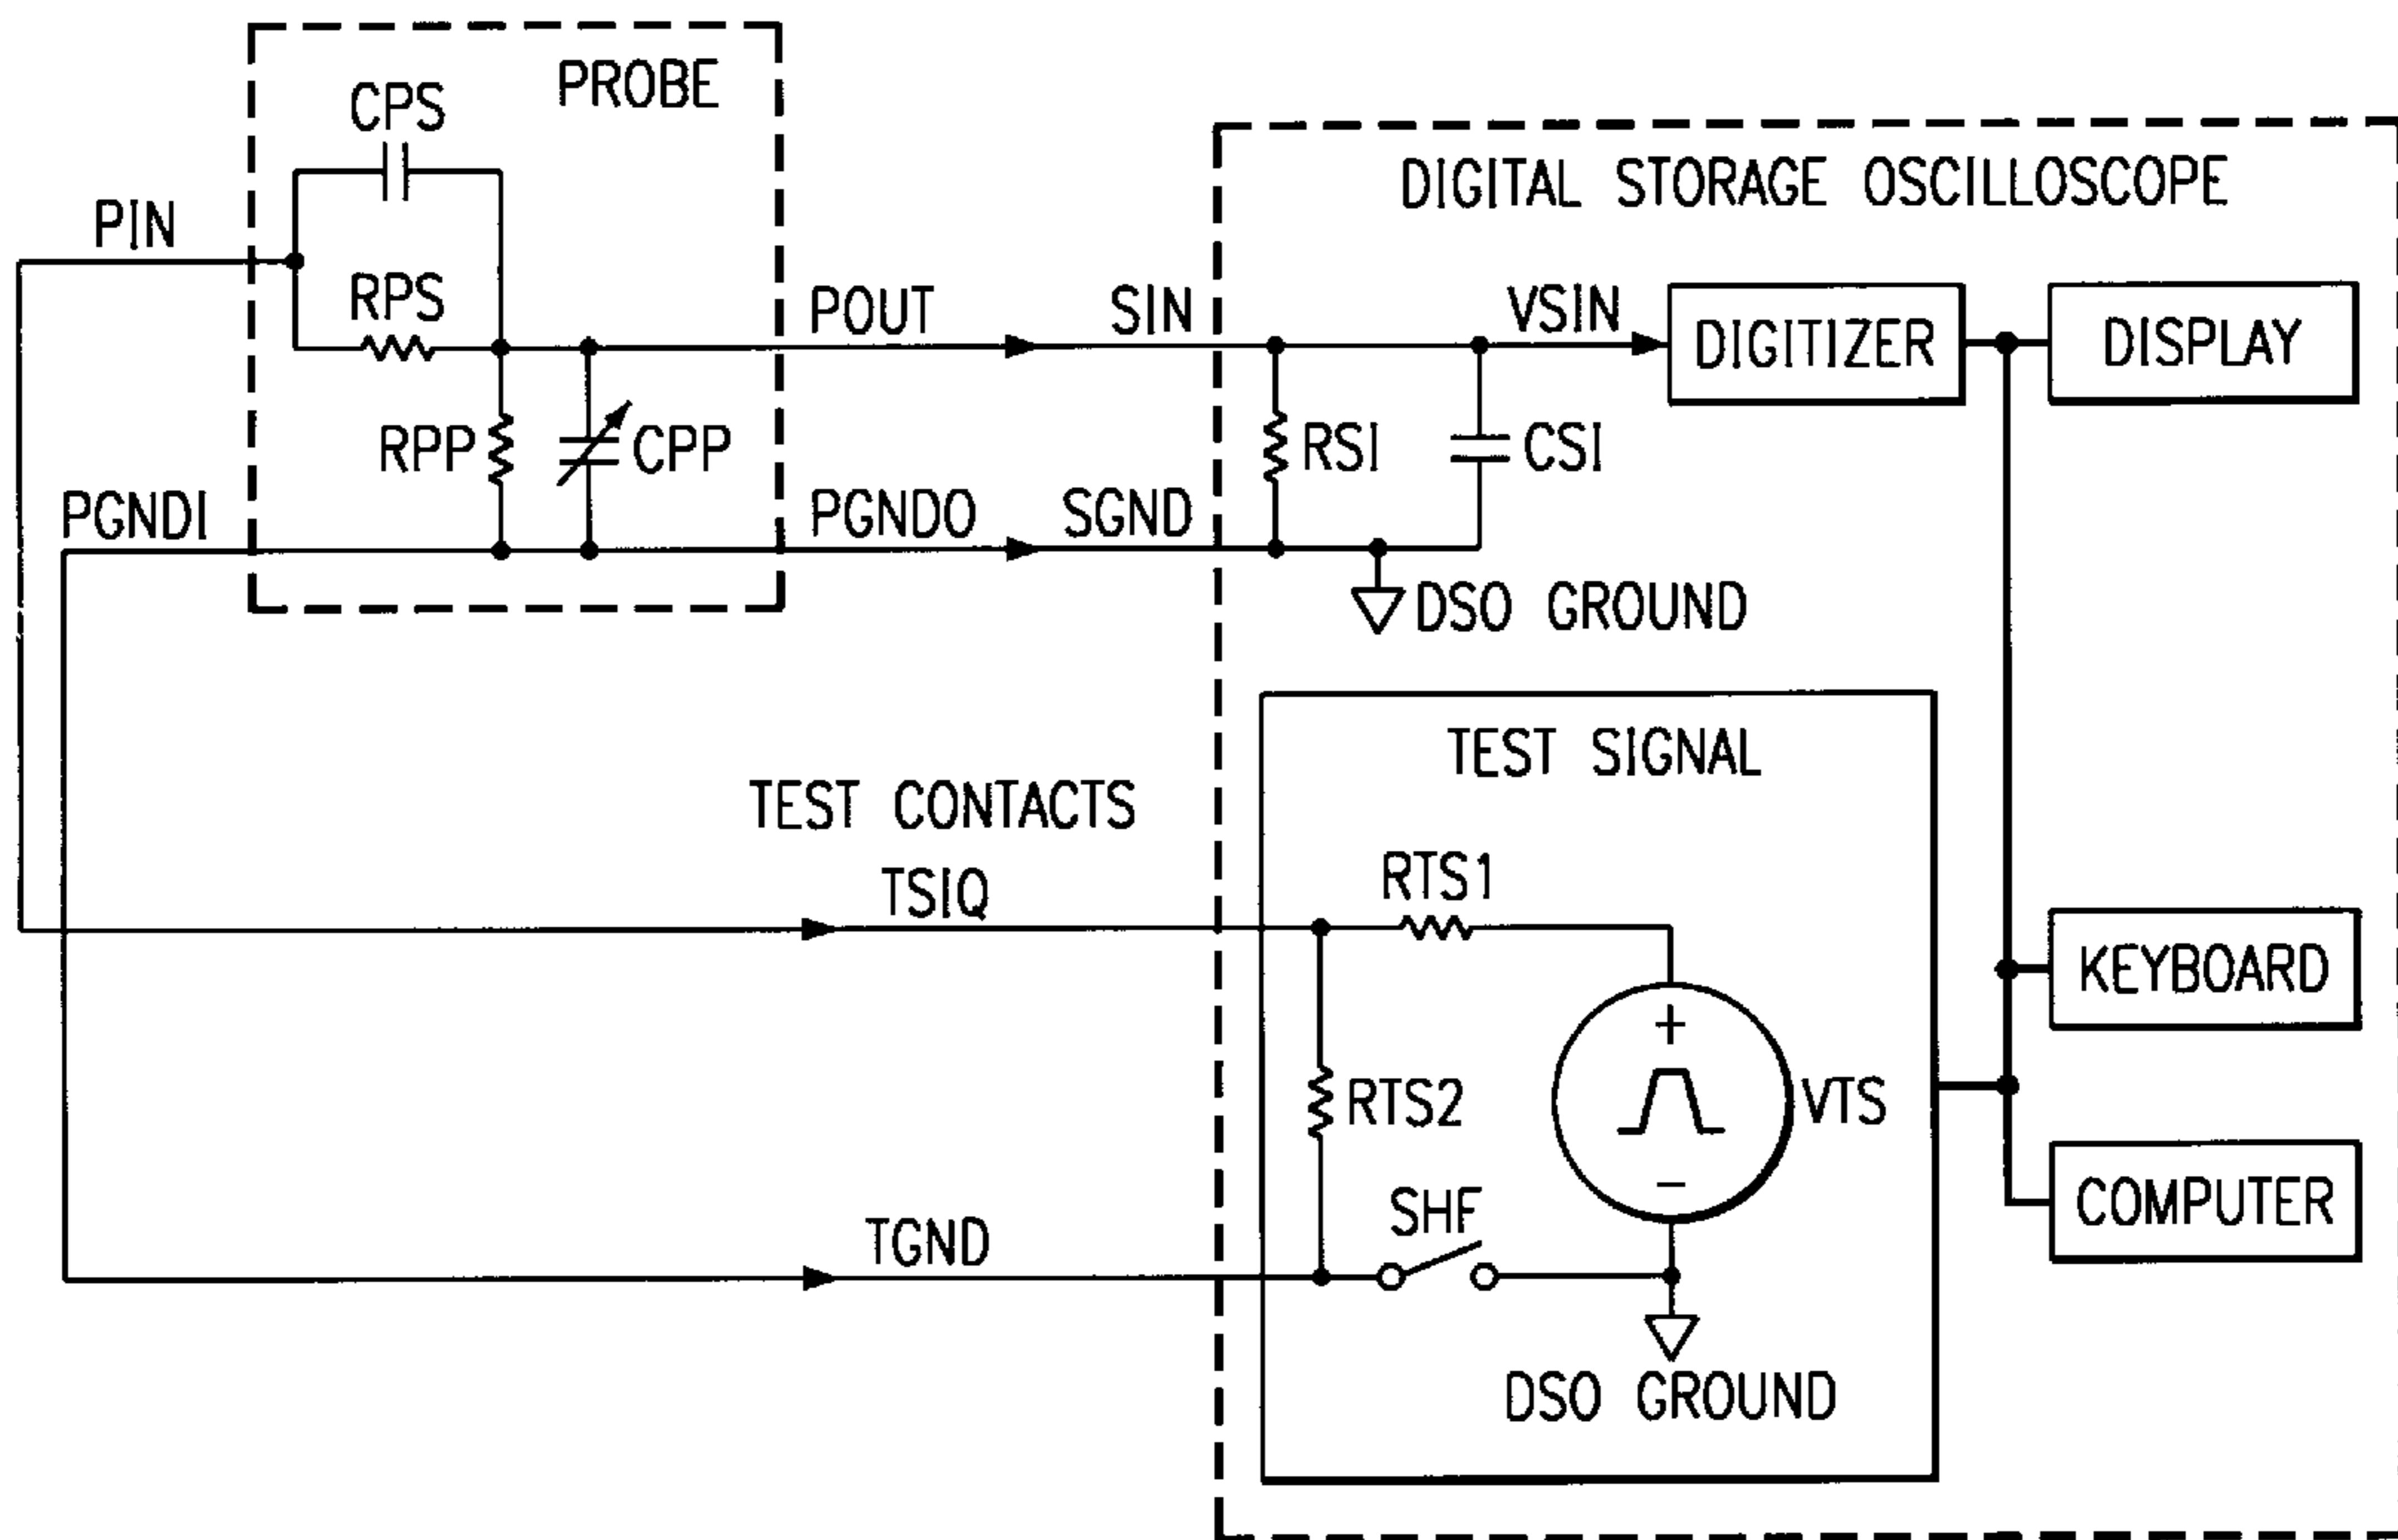 PROBE
CPS
PIN
RPS
RPP
CPP
PGNDI
POUT
SIN
PGNDO
SGND
DIGITAL STORAGE OSCILLOSCOPE
VSIN
DIGITIZER
DISPLAY
RSI
CSI
DSO GROUND
TEST SIGNAL
TEST CONTACTS
TSIQ
RTS1
KEYBOARD
+
RTS2
VTS
−
SHF
COMPUTER
TGND
DSO GROUND